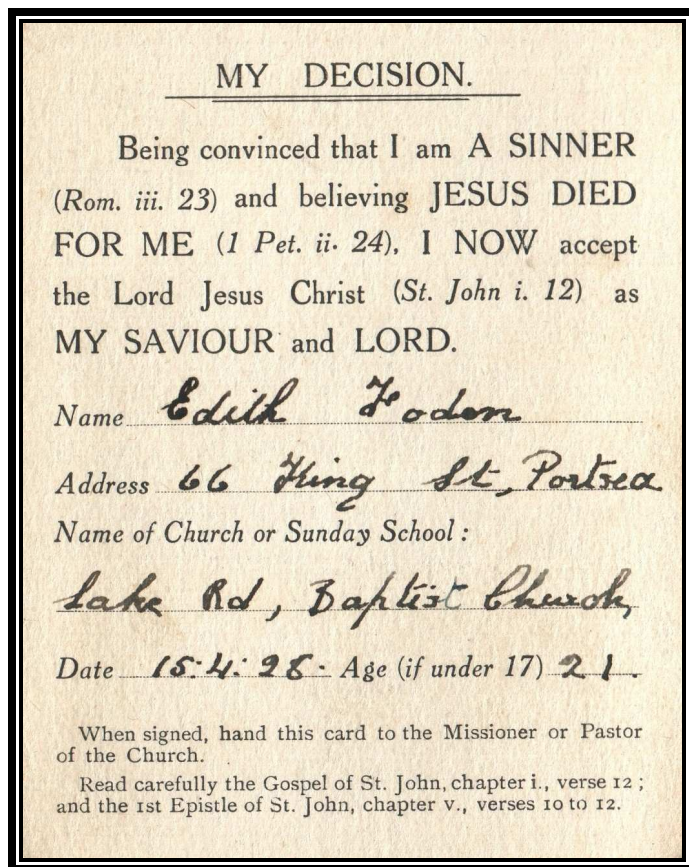 MY DECISION.
Being convinced that I am A SINNER
(Rom. iii. 23) and believing JESUS DIED
FOR ME (1 Pet. ii. 24), I NOW accept
the Lord Jesus Christ (St. John i. 12) as
MY SAVIOUR and LORD.
Name Edith
Address 66 King St, Portsea
Name of Church or Sunday School :
Lake Rd, Baptist Church,
Date 15.4.28. Age (if under 17) 21.
When signed, hand this card to the Missioner or Pastor
of the Church.
Read carefully the Gospel of St. John, chapter i., verse 12 ;
and the 1st Epistle of St. John, chapter v., verses 10 to 12.